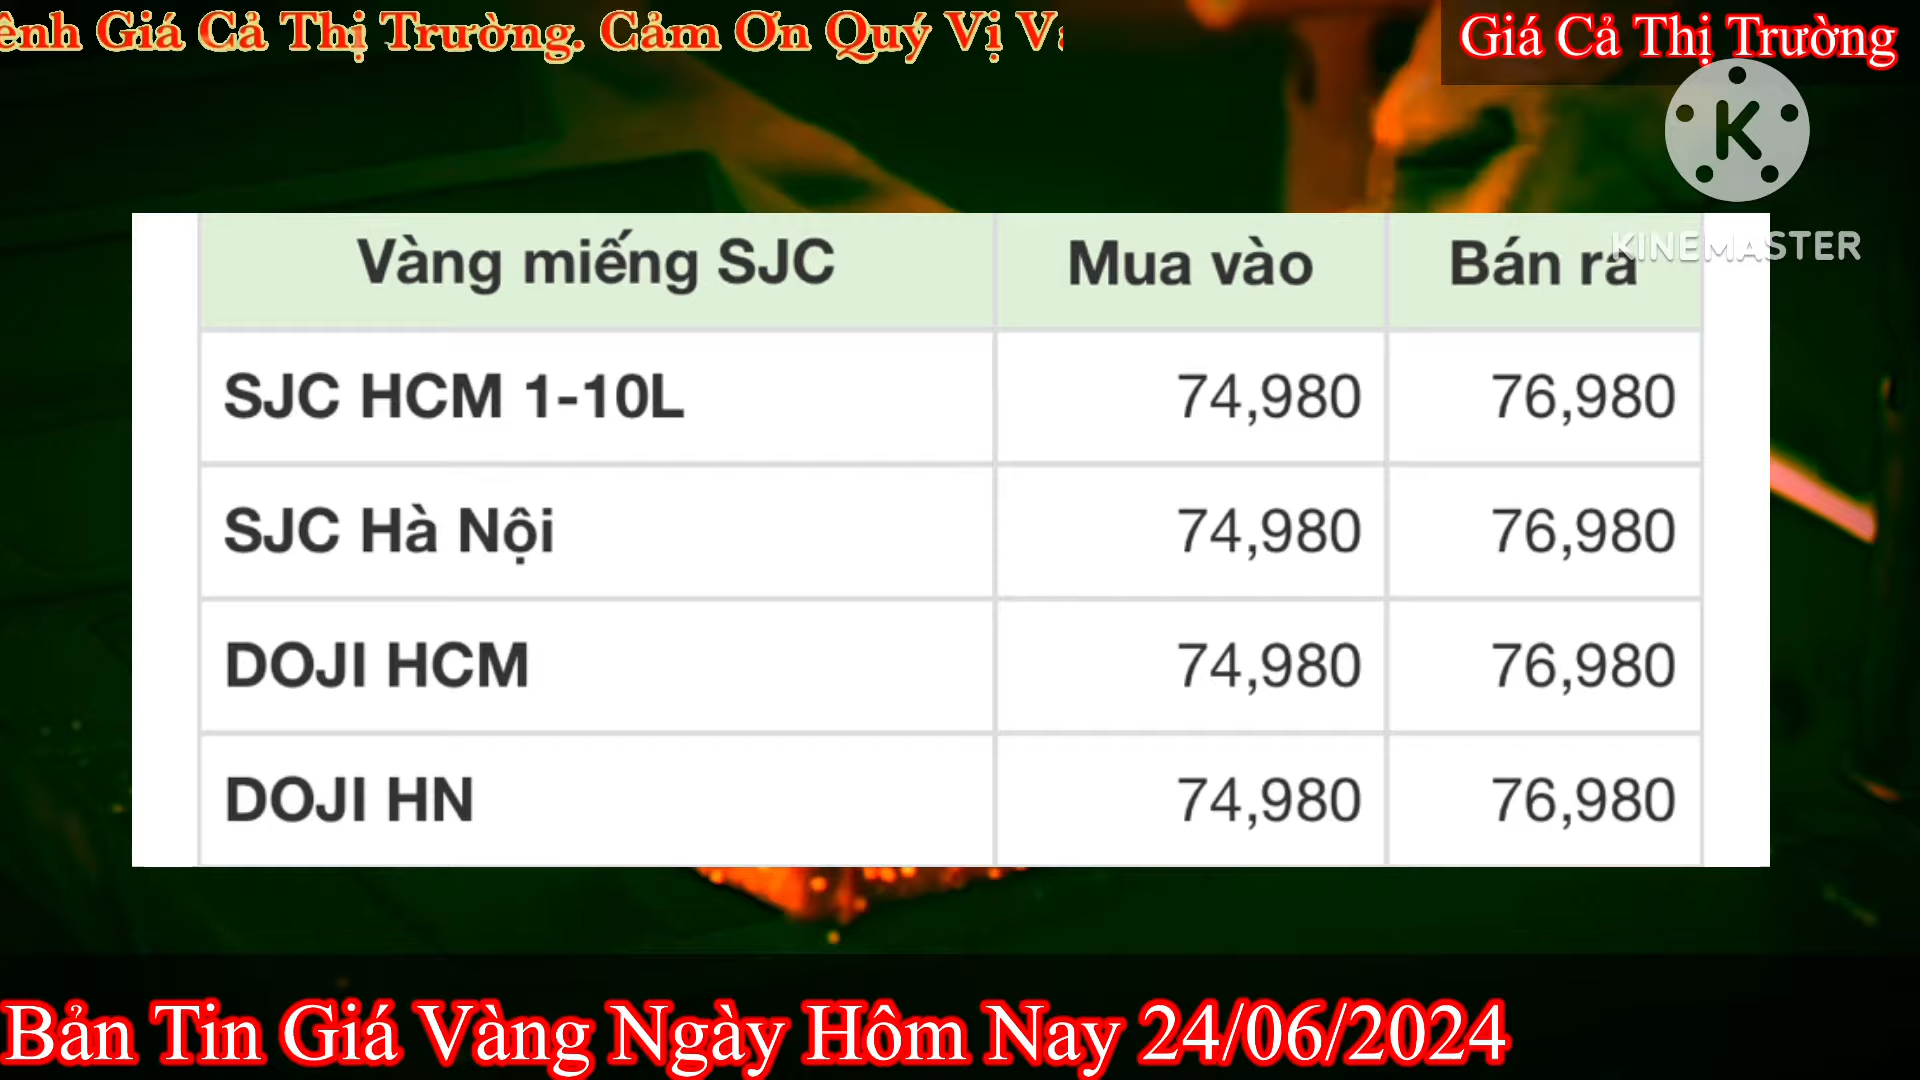 ênh Giá Cả Thị Trường. Cảm Ơn Quý Vị
Giá Cả Thị Trường
K
KINEMASTER
Vàng miếng SJC Mua vào Bán ra
SJC HCM 1-10L 74,980 76,980
SJC Hà Nội 74,980 76,980
DOJI HCM 74,980 76,980
DOJI HN 74,980 76,980
Bản Tin Giá Vàng Ngày Hôm Nay 24/06/2024